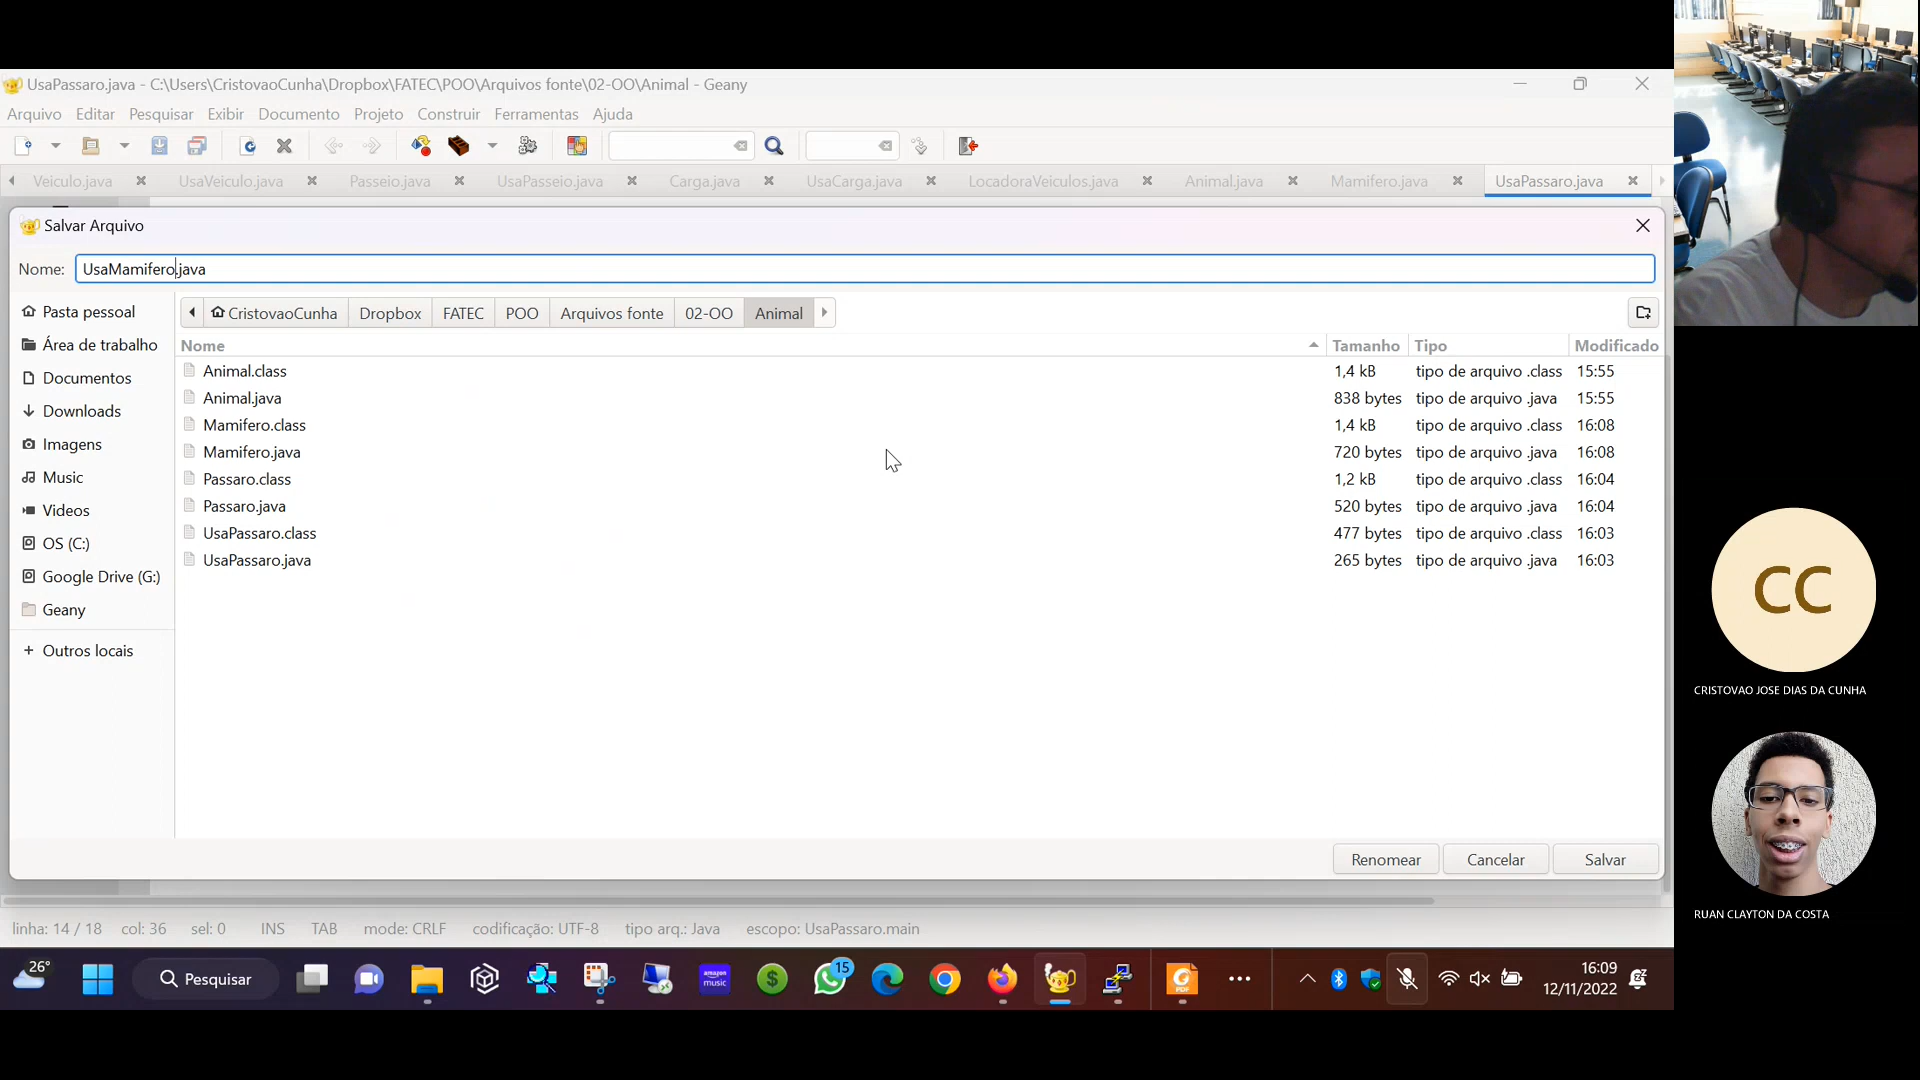 UsaPassaro.java - C:\Users\CristovaoCunha\Dropbox\FATEC\POO\Arquivos fonte\02-OO\Animal - Geany
Arquivo Editar Pesquisar Exibir Documento Projeto Construir Ferramentas Ajuda
Veiculo.java UsaVeiculo.java Passeio.java UsaPasseio.java Carga.java UsaCarga.java LocadoraVeiculos.java Animal.java Mamifero.java UsaPassaro.java
Salvar Arquivo
Nome: UsaMamifero.java
CristovaoCunha Dropbox FATEC POO Arquivos fonte 02-OO Animal
Pasta pessoal
Área de trabalho
Documentos
Downloads
Imagens
Music
Videos
OS (C:)
Google Drive (G:)
Geany
+ Outros locais
Nome Tamanho Tipo Modificado
Animal.class 1,4 kB tipo de arquivo .class 15:55
Animal.java 838 bytes tipo de arquivo .java 15:55
Mamifero.class 1,4 kB tipo de arquivo .class 16:08
Mamifero.java 720 bytes tipo de arquivo .java 16:08
Passaro.class 1,2 kB tipo de arquivo .class 16:04
Passaro.java 520 bytes tipo de arquivo .java 16:04
UsaPassaro.class 477 bytes tipo de arquivo .class 16:03
UsaPassaro.java 265 bytes tipo de arquivo .java 16:03
Renomear Cancelar Salvar
linha: 14 / 18 col: 36 sel: 0 INS TAB mode: CRLF codificação: UTF-8 tipo arq.: Java escopo: UsaPassaro.main
26° Pesquisar amazon music 15 PDF 16:09
12/11/2022
CC
CRISTOVAO JOSE DIAS DA CUNHA
RUAN CLAYTON DA COSTA